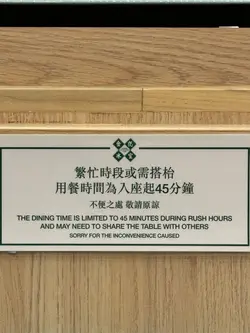 繁忙時段或需搭枱
用餐時間為入座起45分鐘
不便之處 敬請原諒
THE DINING TIME IS LIMITED TO 45 MINUTES DURING RUSH HOURS
AND MAY NEED TO SHARE THE TABLE WITH OTHERS
SORRY FOR THE INCONVENIENCE CAUSED